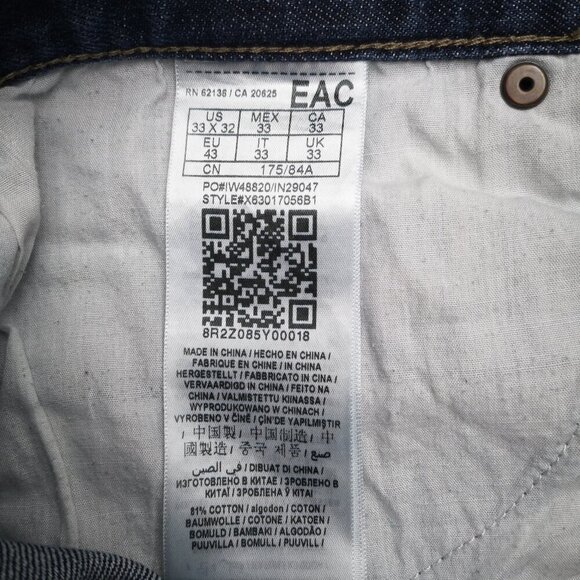 RN 62136 / CA 20625 EAC
US MEX CA
33 X 32 33 33
EU IT UK
43 33 33
CN 175/84A
PO#IW48820/IN29047
STYLE#X63017056B1
8R2Z085Y00018
MADE IN CHINA / HECHO EN CHINA /
FABRIQUE EN CHINE / IN CHINA
HERGESTELLT / FABBRICATO IN CINA /
VERVAARDIGD IN CHINA / FEITO NA
CHINA / VALMISTETTU KIINASSA /
WYPRODUKOWANO W CHINACH /
VYROBENO V ČÍNĚ / ÇİN'DE YAPILMIŞTIR
/ 中国製 / 中国制造 / 中
國製造 / 중국 제품 / صنع
في الصين / DIBUAT DI CHINA /
ИЗГОТОВЛЕНО В КИТАЕ / ЗРОБЛЕНО В
КИТАЇ / ЗРОБЛЕНА Ў КІТАІ
81% COTTON / algodon / COTON /
BAUMWOLLE / COTONE / KATOEN /
BOMULD / BAMBAKI / ALGODÃO /
PUUVILLA / BOMULL / PUUVILL /